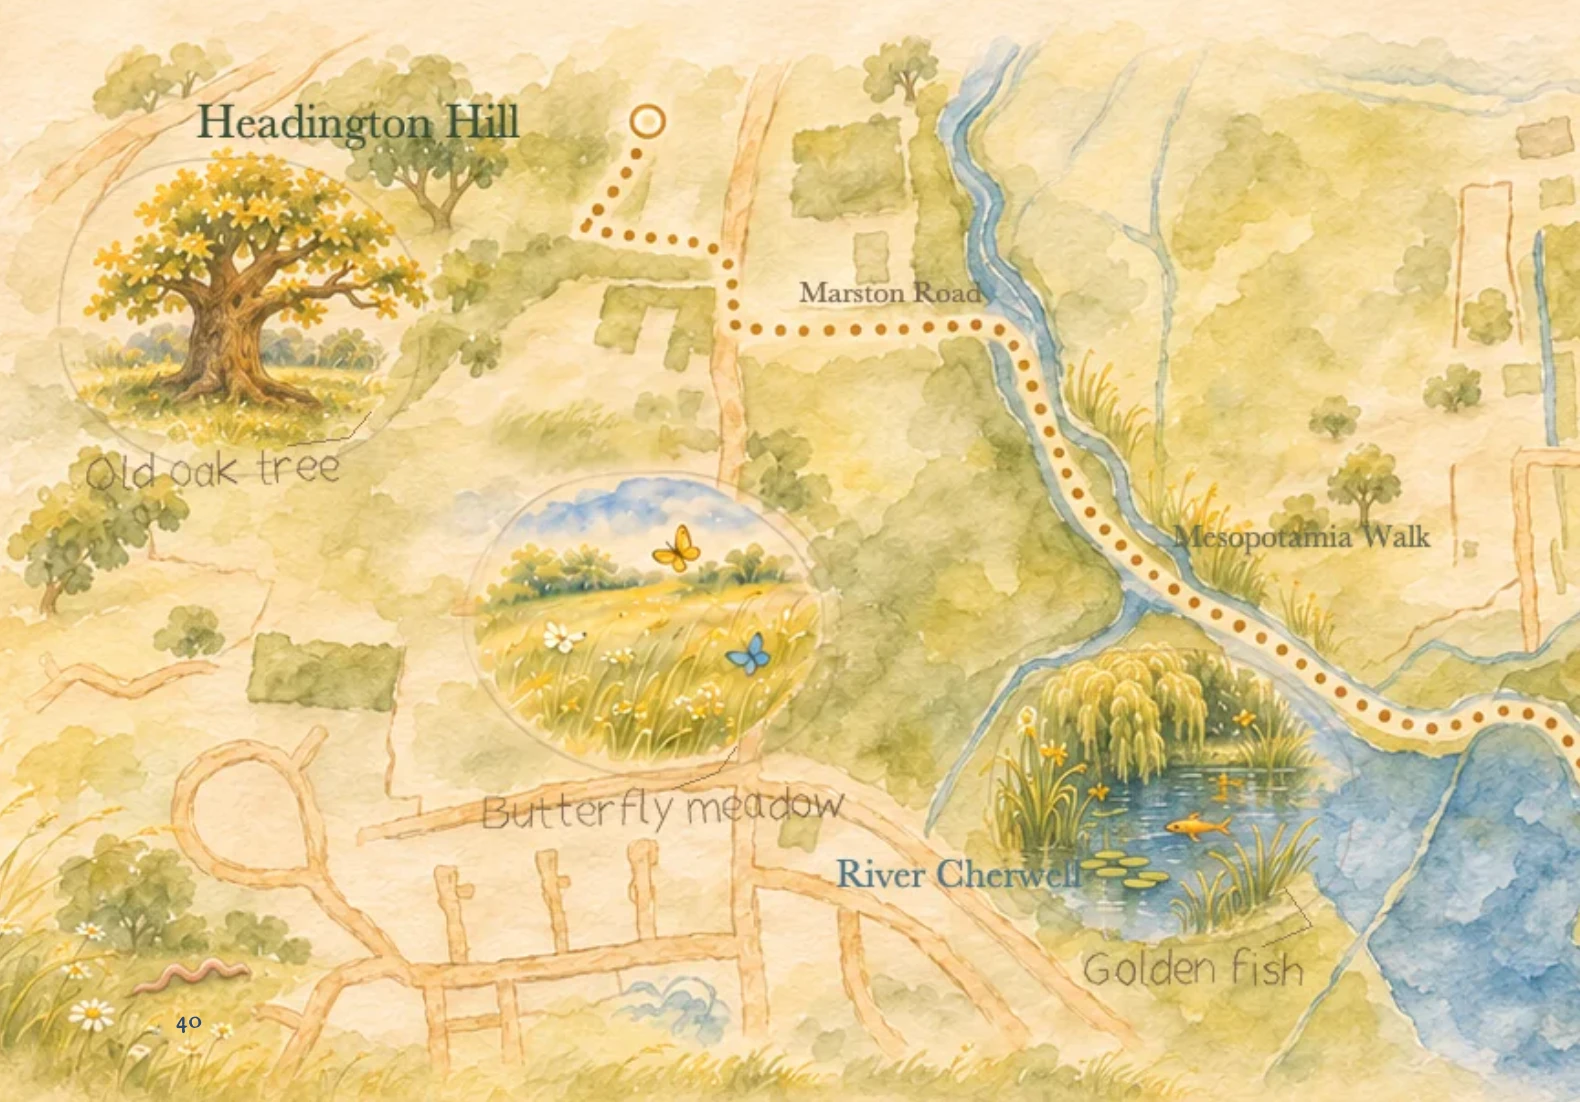 Headington Hill
Marston Road
Old oak tree
Mesopotamia Walk
Butterfly meadow
River Cherwell
Golden fish
40